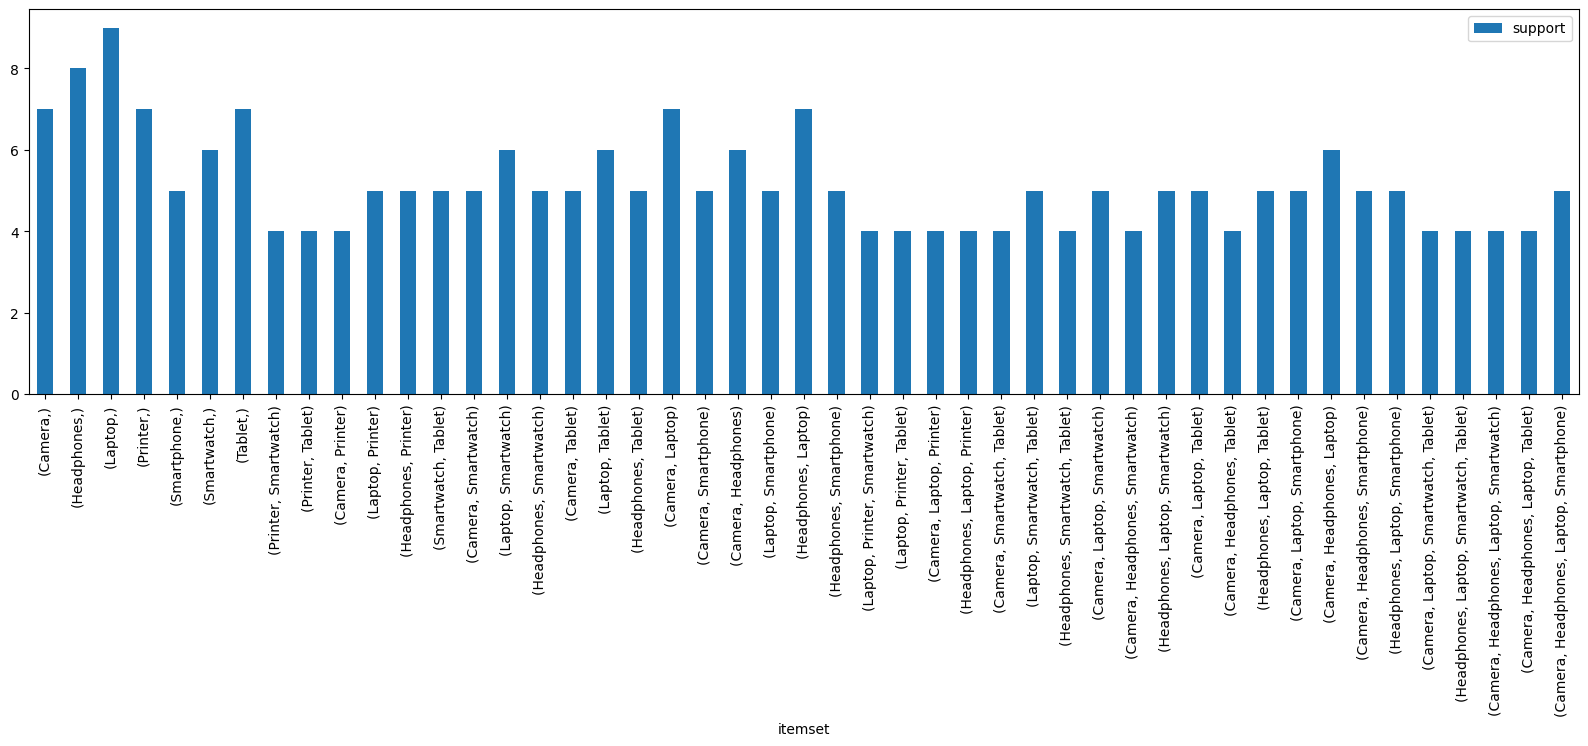 support
8
6
4
2
0
(Camera,)
(Headphones,)
(Laptop,)
(Printer,)
(Smartphone,)
(Smartwatch,)
(Tablet,)
(Printer, Smartwatch)
(Printer, Tablet)
(Camera, Printer)
(Laptop, Printer)
(Headphones, Printer)
(Smartwatch, Tablet)
(Camera, Smartwatch)
(Laptop, Smartwatch)
(Headphones, Smartwatch)
(Camera, Tablet)
(Laptop, Tablet)
(Headphones, Tablet)
(Camera, Laptop)
(Camera, Smartphone)
(Camera, Headphones)
(Laptop, Smartphone)
(Headphones, Laptop)
(Headphones, Smartphone)
(Laptop, Printer, Smartwatch)
(Laptop, Printer, Tablet)
(Camera, Laptop, Printer)
(Headphones, Laptop, Printer)
(Camera, Smartwatch, Tablet)
(Laptop, Smartwatch, Tablet)
(Headphones, Smartwatch, Tablet)
(Camera, Laptop, Smartwatch)
(Camera, Headphones, Smartwatch)
(Headphones, Laptop, Smartwatch)
(Camera, Laptop, Tablet)
(Camera, Headphones, Tablet)
(Headphones, Laptop, Tablet)
(Camera, Laptop, Smartphone)
(Camera, Headphones, Laptop)
(Camera, Headphones, Smartphone)
(Headphones, Laptop, Smartphone)
(Camera, Laptop, Smartwatch, Tablet)
(Headphones, Laptop, Smartwatch, Tablet)
(Camera, Headphones, Laptop, Smartwatch)
(Camera, Headphones, Laptop, Tablet)
(Camera, Headphones, Laptop, Smartphone)
itemset